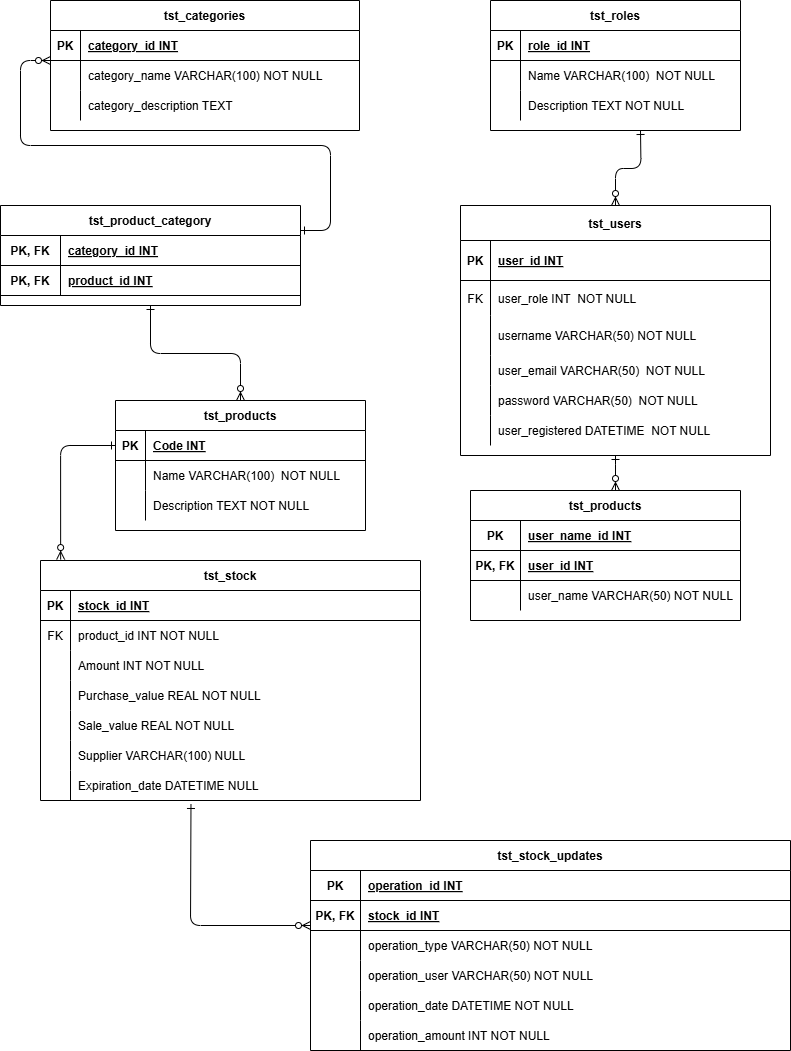 tst_categories
PK category_id INT
category_name VARCHAR(100) NOT NULL
category_description TEXT
tst_roles
PK role_id INT
Name VARCHAR(100) NOT NULL
Description TEXT NOT NULL
tst_product_category
PK, FK category_id INT
PK, FK product_id INT
tst_users
PK user_id INT
FK user_role INT NOT NULL
username VARCHAR(50) NOT NULL
user_email VARCHAR(50) NOT NULL
password VARCHAR(50) NOT NULL
user_registered DATETIME NOT NULL
tst_products
PK Code INT
Name VARCHAR(100) NOT NULL
Description TEXT NOT NULL
tst_products
PK user_name_id INT
PK, FK user_id INT
user_name VARCHAR(50) NOT NULL
tst_stock
PK stock_id INT
FK product_id INT NOT NULL
Amount INT NOT NULL
Purchase_value REAL NOT NULL
Sale_value REAL NOT NULL
Supplier VARCHAR(100) NULL
Expiration_date DATETIME NULL
tst_stock_updates
PK operation_id INT
PK, FK stock_id INT
operation_type VARCHAR(50) NOT NULL
operation_user VARCHAR(50) NOT NULL
operation_date DATETIME NOT NULL
operation_amount INT NOT NULL